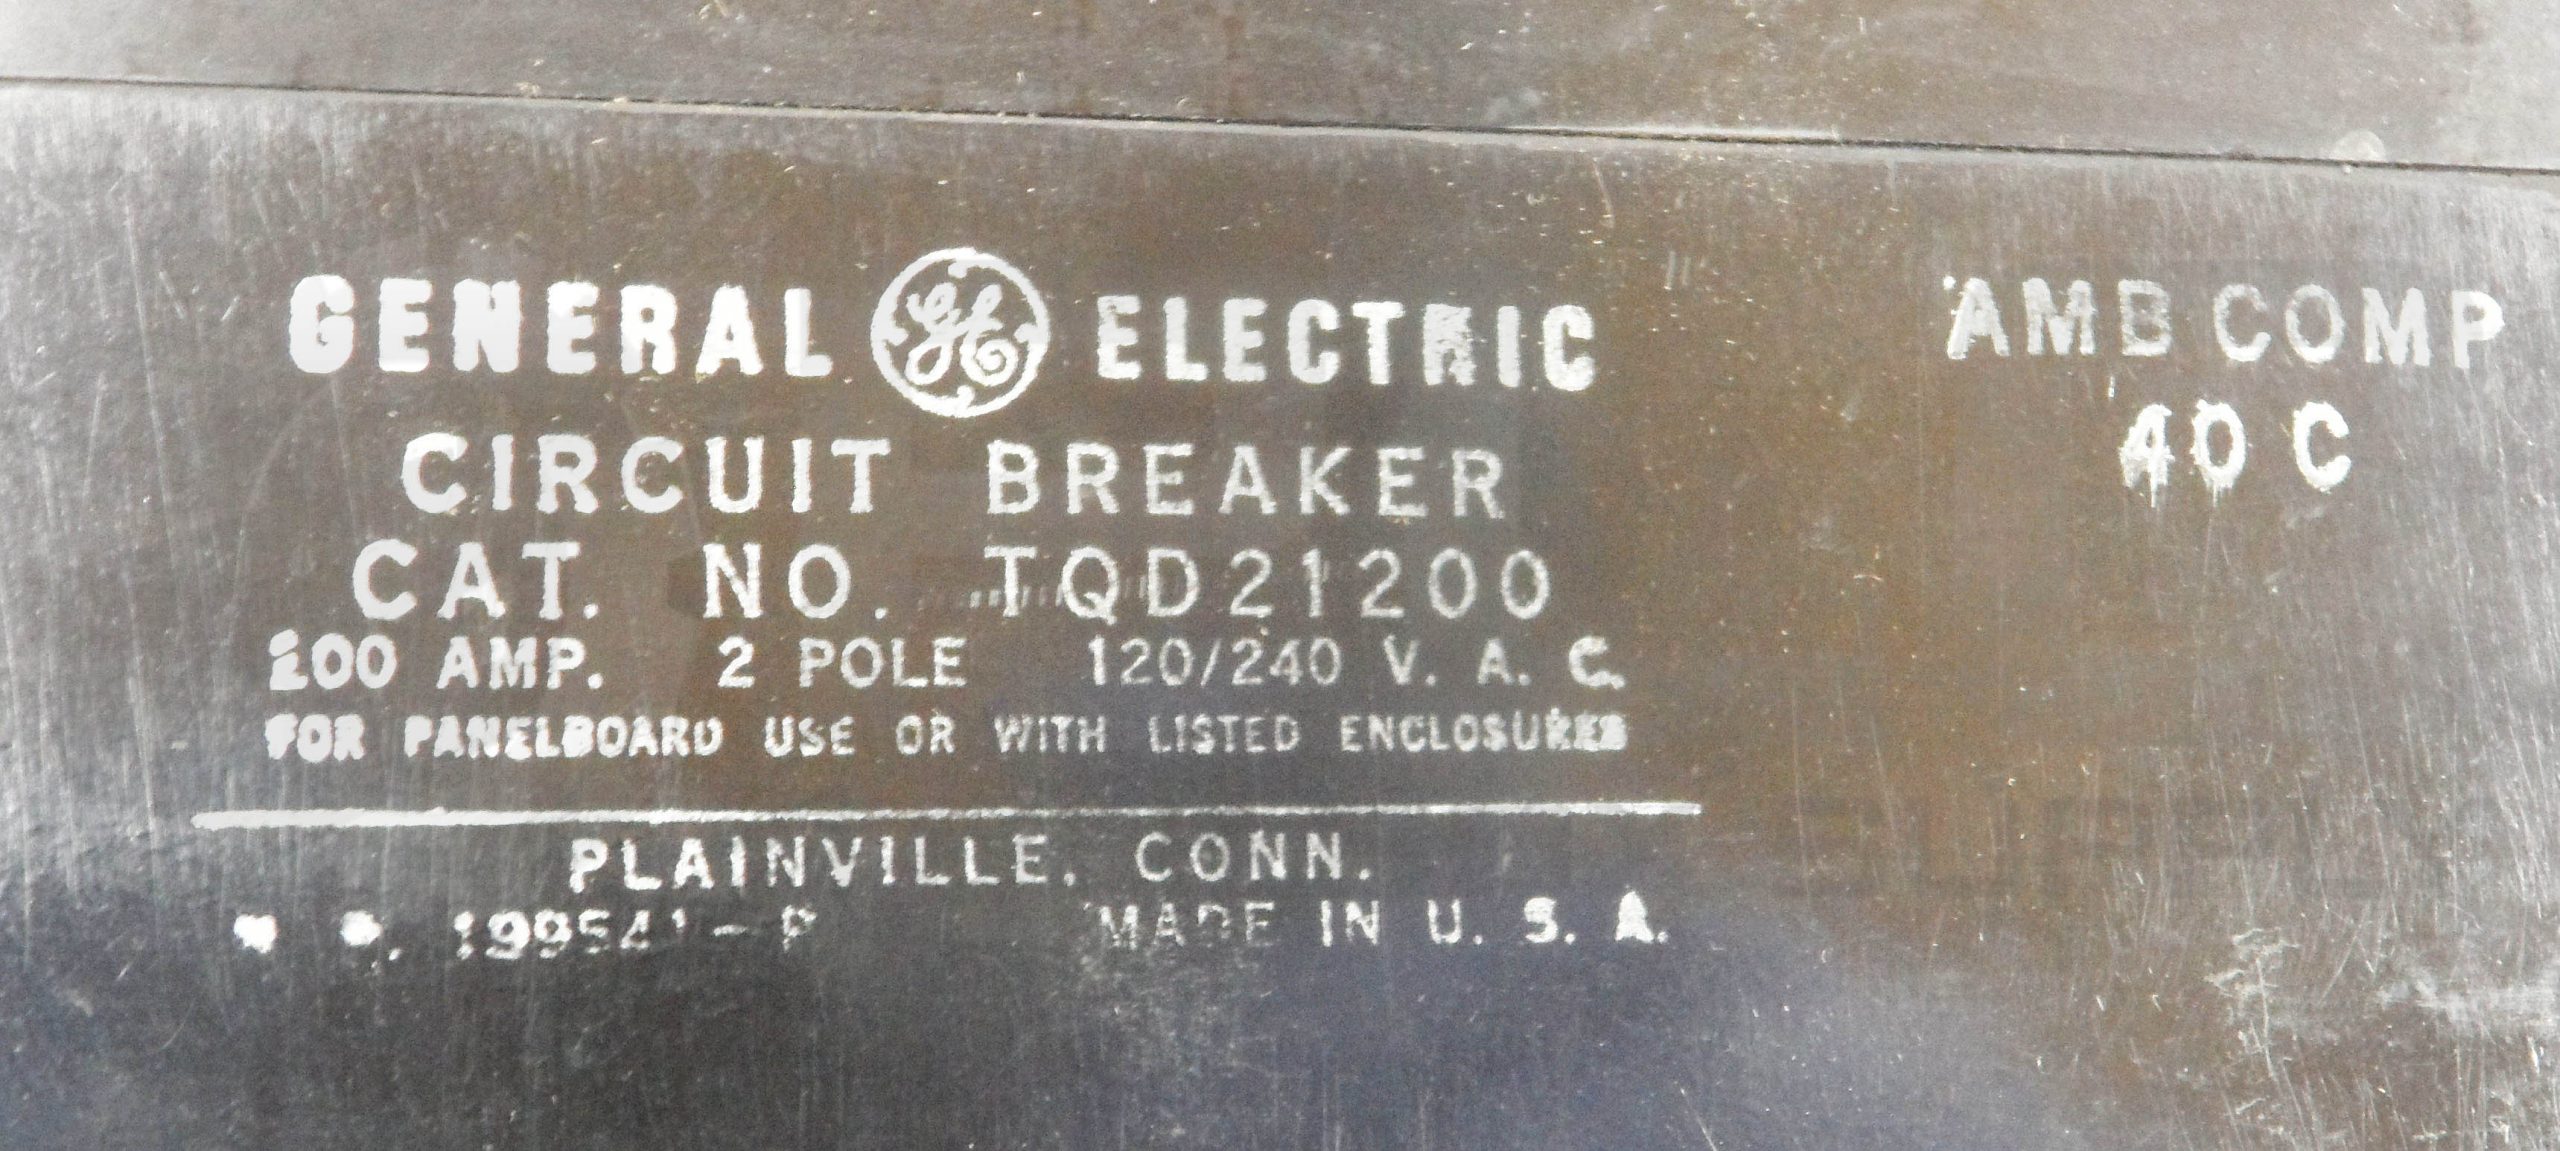 GENERAL GE ELECTRIC
CIRCUIT BREAKER
CAT. NO. TQD21200
200 AMP. 2 POLE 120/240 V. A. C.
FOR PANELBOARD USE OR WITH LISTED ENCLOSURES
PLAINVILLE, CONN.
MADE IN U. S. A.
AMB COMP
40 C